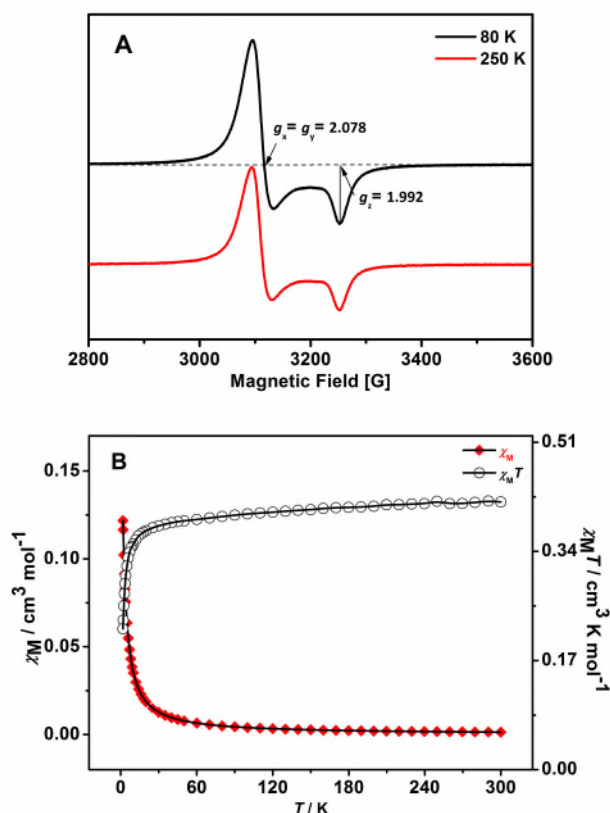 A
80 K
250 K
gx = gy = 2.078
gz = 1.992
2800 3000 3200 3400 3600
Magnetic Field [G]
B
χM
χMT
0.15
0.10
0.05
0.00
χM / cm3 mol-1
0.51
0.34
0.17
0.00
χMT / cm3 K mol-1
0 60 120 180 240 300
T / K